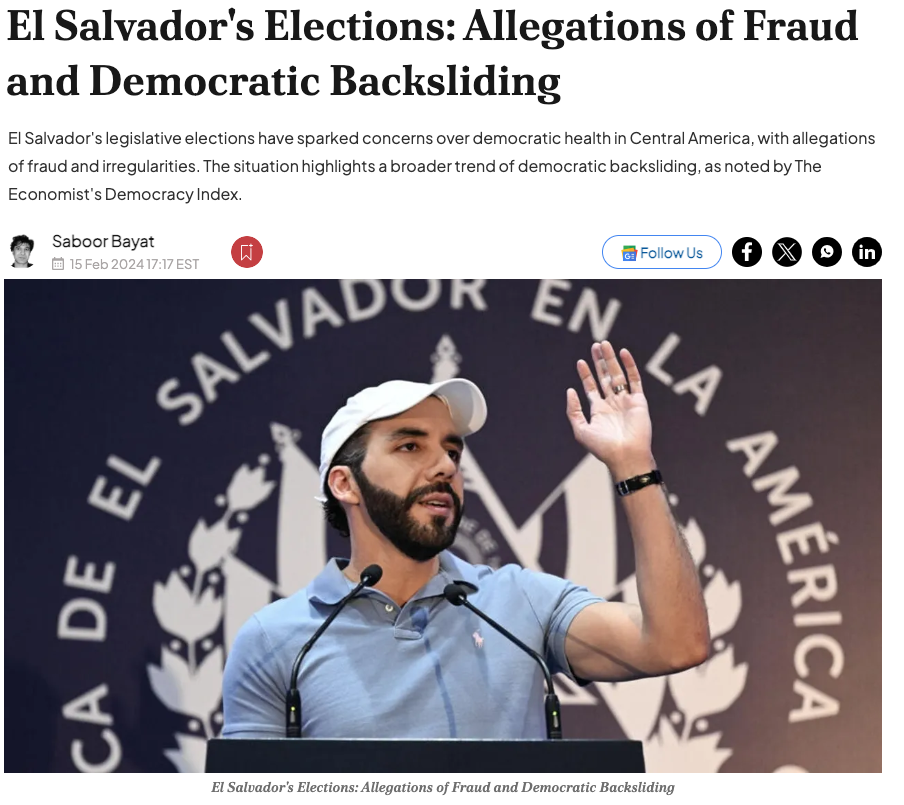 El Salvador's Elections: Allegations of Fraud
and Democratic Backsliding
El Salvador's legislative elections have sparked concerns over democratic health in Central America, with allegations
of fraud and irregularities. The situation highlights a broader trend of democratic backsliding, as noted by The
Economist's Democracy Index.
Saboor Bayat
15 Feb 2024 17:17 EST
Follow Us
CA DE EL SALVADOR EN LA AMÉRICA
El Salvador's Elections: Allegations of Fraud and Democratic Backsliding